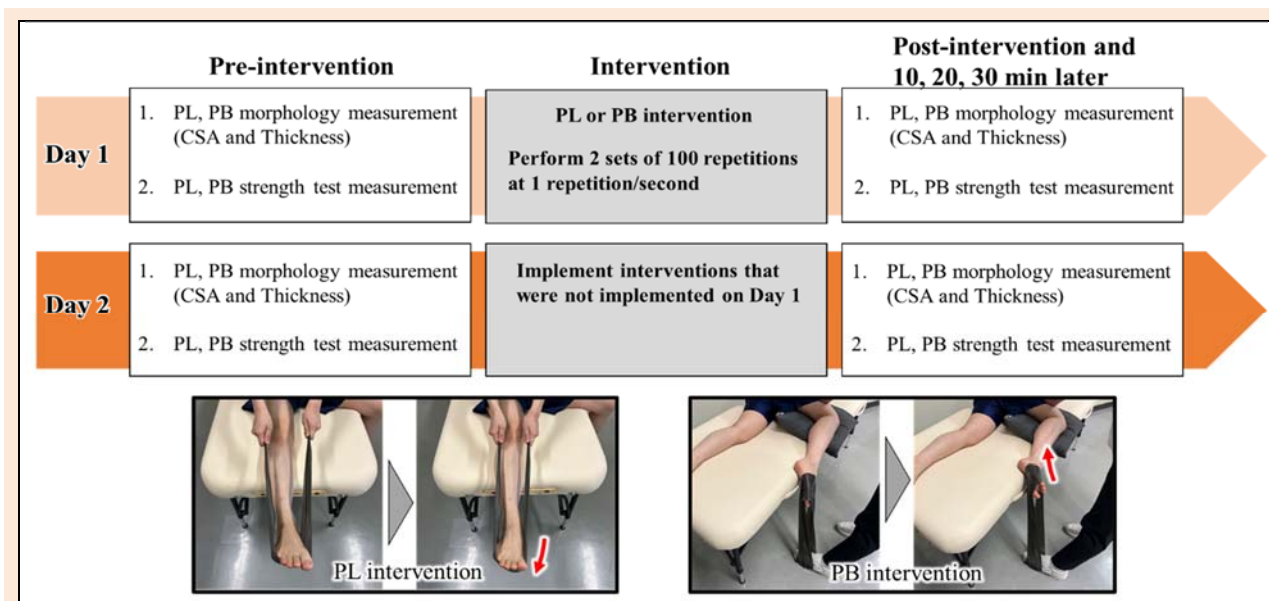 Pre-intervention
Intervention
Post-intervention and
10, 20, 30 min later
Day 1
1. PL, PB morphology measurement
(CSA and Thickness)
2. PL, PB strength test measurement
PL or PB intervention
Perform 2 sets of 100 repetitions
at 1 repetition/second
1. PL, PB morphology measurement
(CSA and Thickness)
2. PL, PB strength test measurement
Day 2
1. PL, PB morphology measurement
(CSA and Thickness)
2. PL, PB strength test measurement
Implement interventions that
were not implemented on Day 1
1. PL, PB morphology measurement
(CSA and Thickness)
2. PL, PB strength test measurement
PL intervention
PB intervention